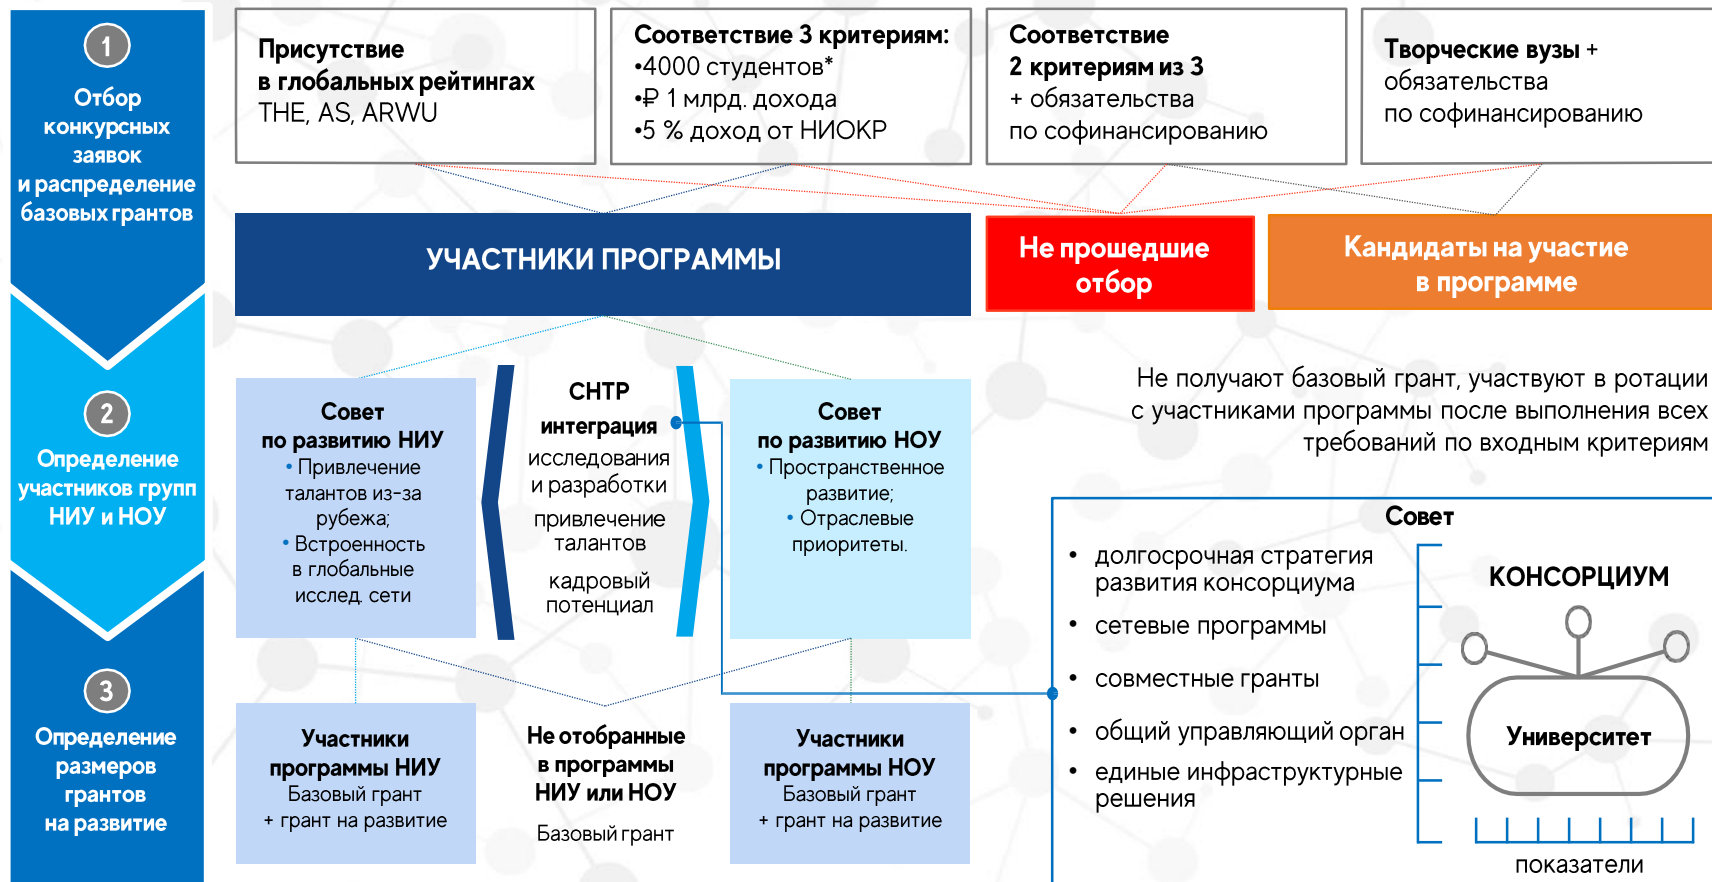 1
Отбор
конкурсных
заявок
и распределение
базовых грантов
Присутствие
в глобальных рейтингах
THE, AS, ARWU
Соответствие 3 критериям:
•4000 студентов*
•₽ 1 млрд. дохода
•5 % доход от НИОКР
Соответствие
2 критериям из 3
+ обязательства
по софинансированию
Творческие вузы +
обязательства
по софинансированию
УЧАСТНИКИ ПРОГРАММЫ
Не прошедшие
отбор
Кандидаты на участие
в программе
2
Определение
участников групп
НИУ и НОУ
Совет
по развитию НИУ
• Привлечение
талантов из-за
рубежа;
• Встроенность
в глобальные
исслед. сети
СНТР
интеграция
исследования
и разработки
привлечение
талантов
кадровый
потенциал
Совет
по развитию НОУ
• Пространственное
развитие;
• Отраслевые
приоритеты.
Не получают базовый грант, участвуют в ротации
с участниками программы после выполнения всех
требований по входным критериям
3
Определение
размеров
грантов
на развитие
Участники
программы НИУ
Базовый грант
+ грант на развитие
Не отобранные
в программы
НИУ или НОУ
Базовый грант
Участники
программы НОУ
Базовый грант
+ грант на развитие
Совет
• долгосрочная стратегия
развития консорциума
• сетевые программы
• совместные гранты
• общий управляющий орган
• единые инфраструктурные
решения
КОНСОРЦИУМ
Университет
показатели